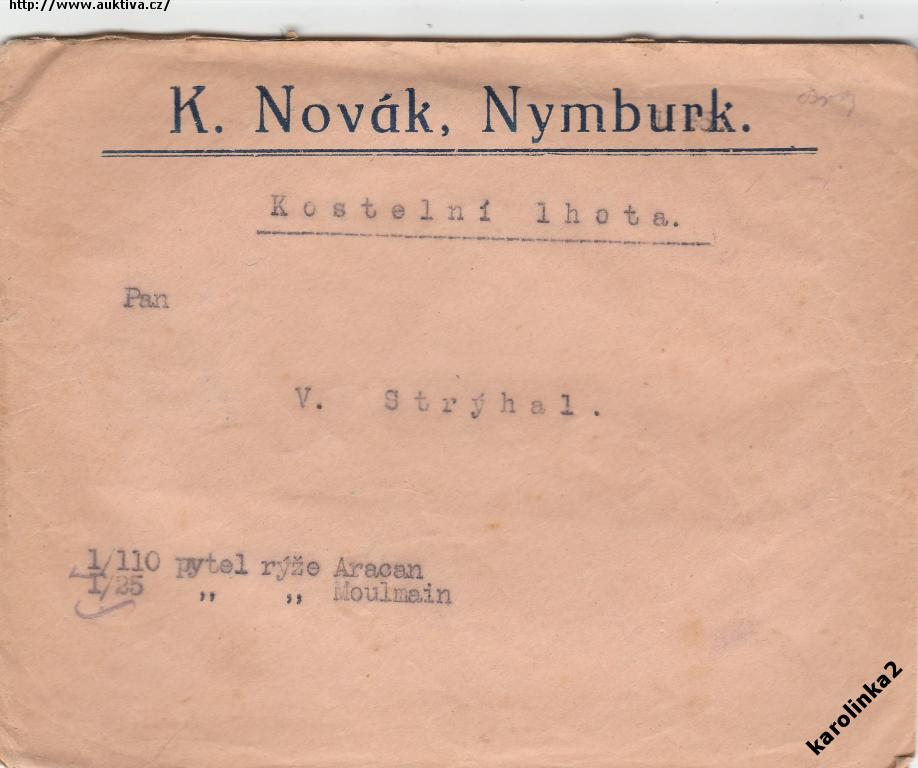 http://www.auktiva.cz/
K. Novák, Nymburk.
Kostelní lhota.
Pan
V. Strýhal.
1/110 pytel rýže Aracan
1/25 „ „ Moulmain
karolinka2